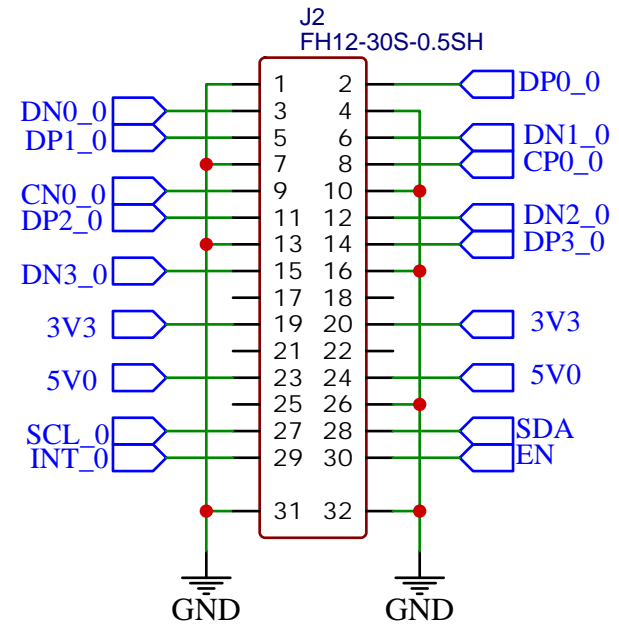 J2
FH12-30S-0.5SH
1 2 DP0_0
DN0_0 3 4
DP1_0 5 6 DN1_0
7 8 CP0_0
CN0_0 9 10
DP2_0 11 12 DN2_0
13 14 DP3_0
DN3_0 15 16
17 18
3V3 19 20 3V3
21 22
5V0 23 24 5V0
25 26
SCL_0 27 28 SDA
INT_0 29 30 EN
31 32
GND GND